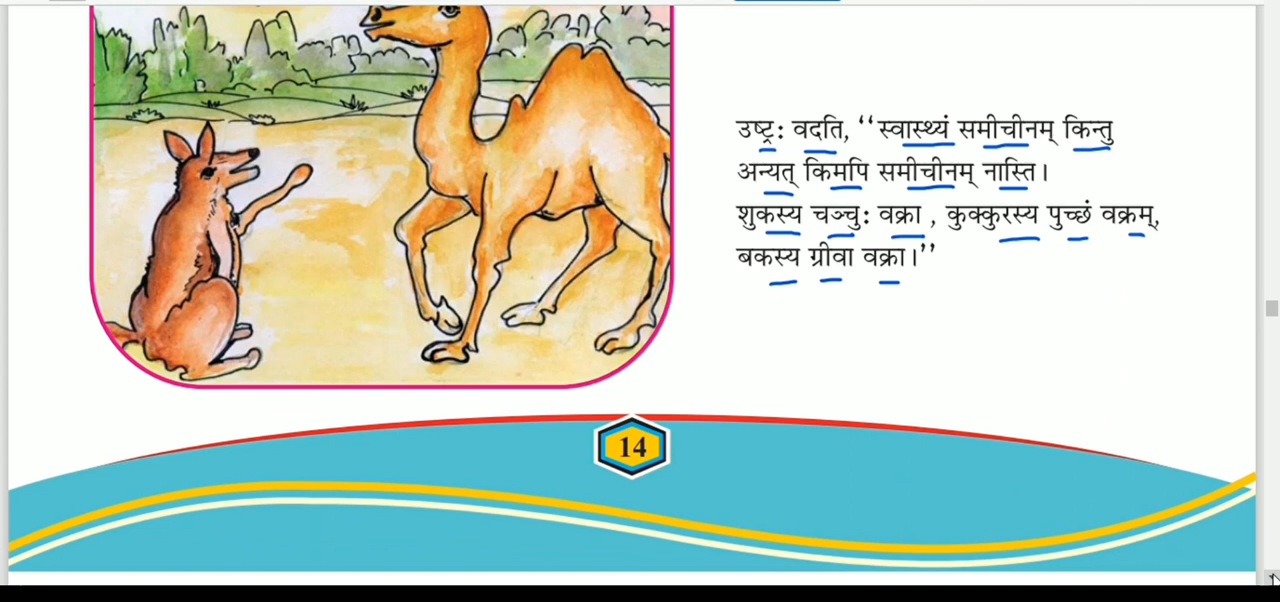 उष्ट्र: वदति, ‘‘स्वास्थ्यं समीचीनम् किन्तु
अन्यत् किमपि समीचीनम् नास्ति।
शुकस्य चञ्चु: वक्रा , कुक्कुरस्य पुच्छं वक्रम्,
बकस्य ग्रीवा वक्रा।’’
14